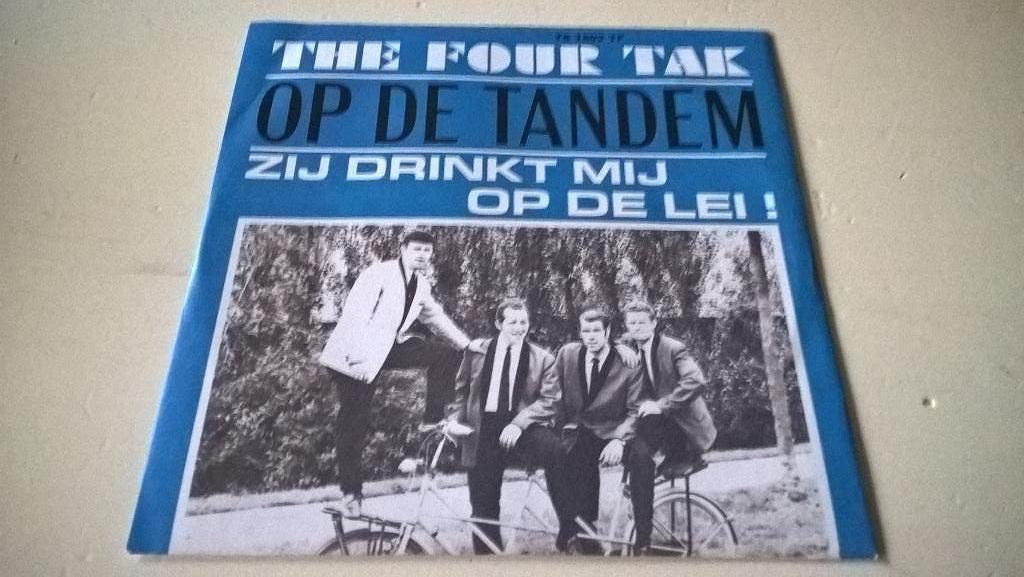 THE FOUR TAK
OP DE TANDEM
ZIJ DRINKT MIJ
OP DE LEI !